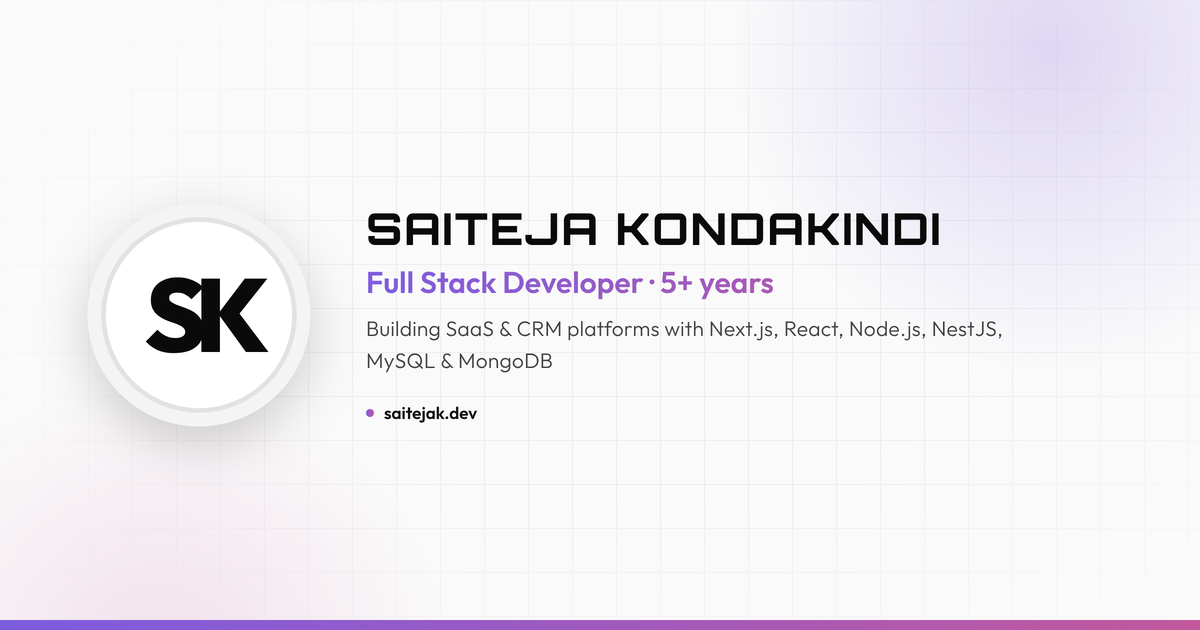 SK
SAITEJA KONDAKINDI
Full Stack Developer · 5+ years
Building SaaS & CRM platforms with Next.js, React, Node.js, NestJS,
MySQL & MongoDB
saitejak.dev